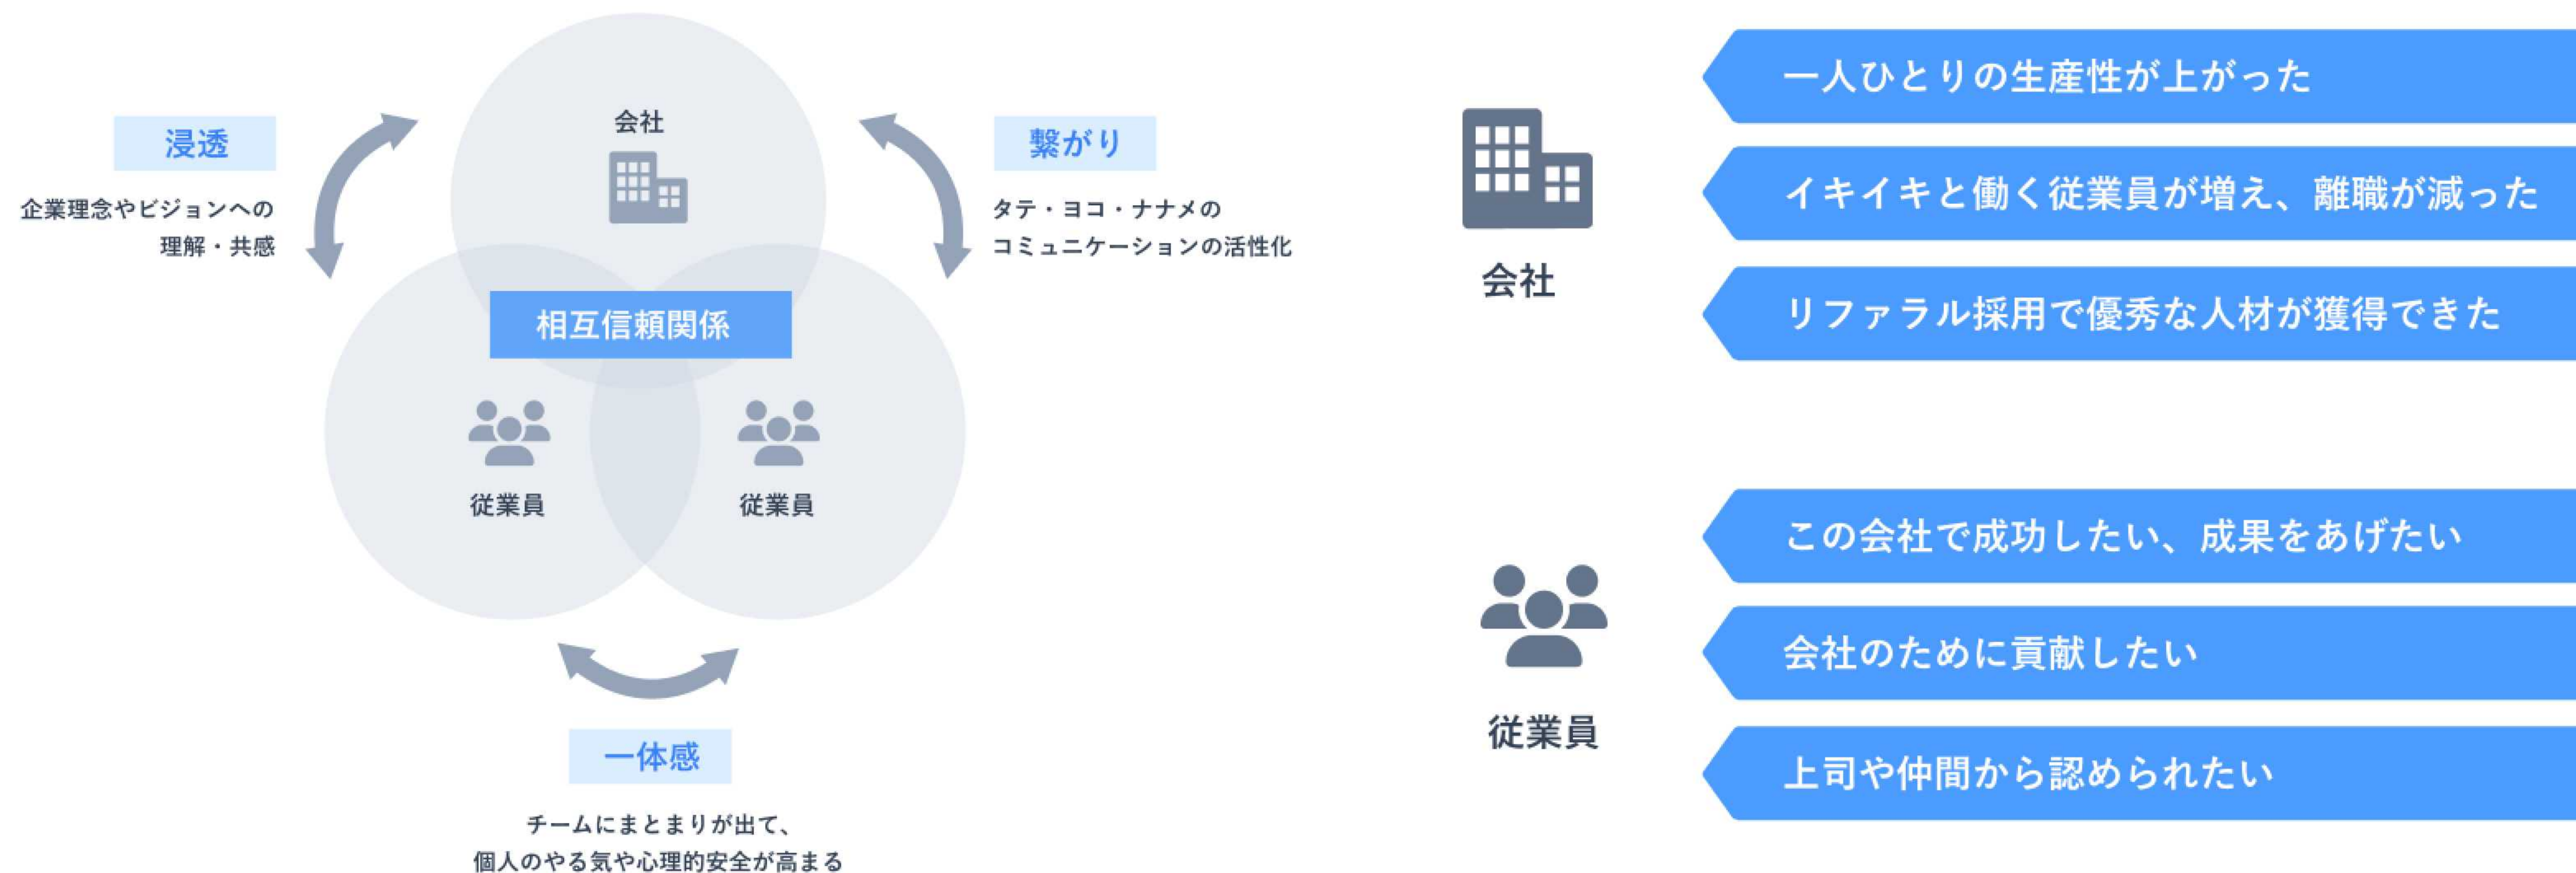 会社
浸透
企業理念やビジョンへの
理解・共感
繋がり
タテ・ヨコ・ナナメの
コミュニケーションの活性化
相互信頼関係
従業員
従業員
一体感
チームにまとまりが出て、
個人のやる気や心理的安全が高まる
会社
一人ひとりの生産性が上がった
イキイキと働く従業員が増え、離職が減った
リファラル採用で優秀な人材が獲得できた
従業員
この会社で成功したい、成果をあげたい
会社のために貢献したい
上司や仲間から認められたい